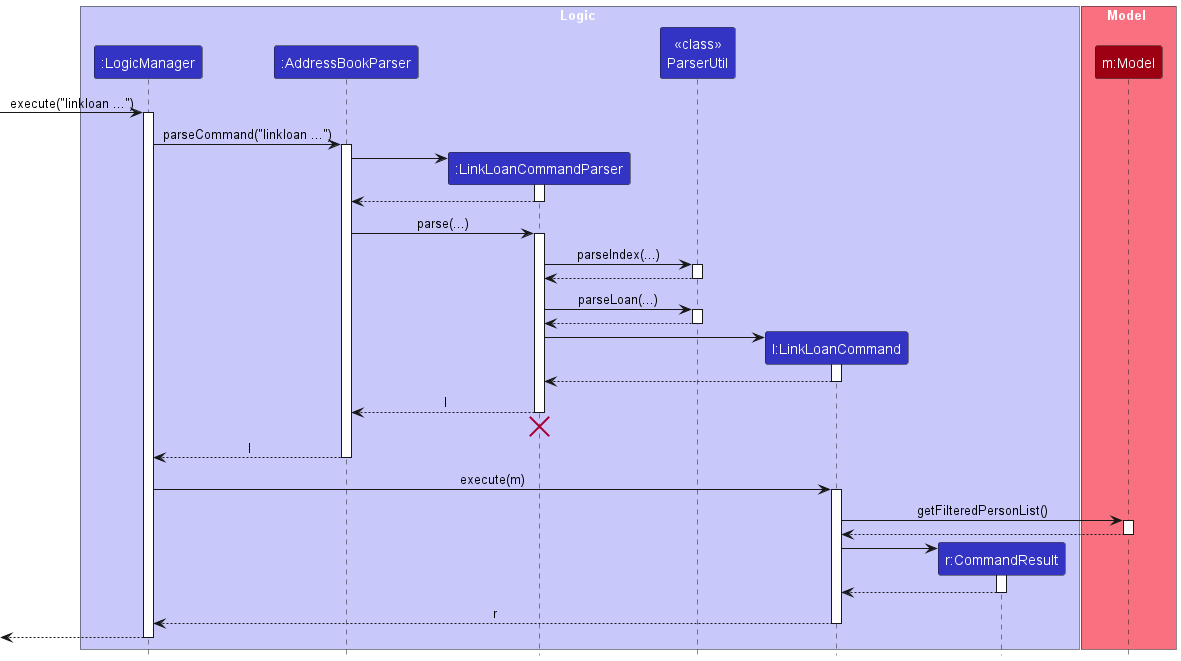 Logic
Model
«class»
ParserUtil
:LogicManager
:AddressBookParser
m:Model
execute("linkloan ...")
parseCommand("linkloan ...")
:LinkLoanCommandParser
parse(...)
parseIndex(...)
parseLoan(...)
l:LinkLoanCommand
l
l
execute(m)
getFilteredPersonList()
r:CommandResult
r